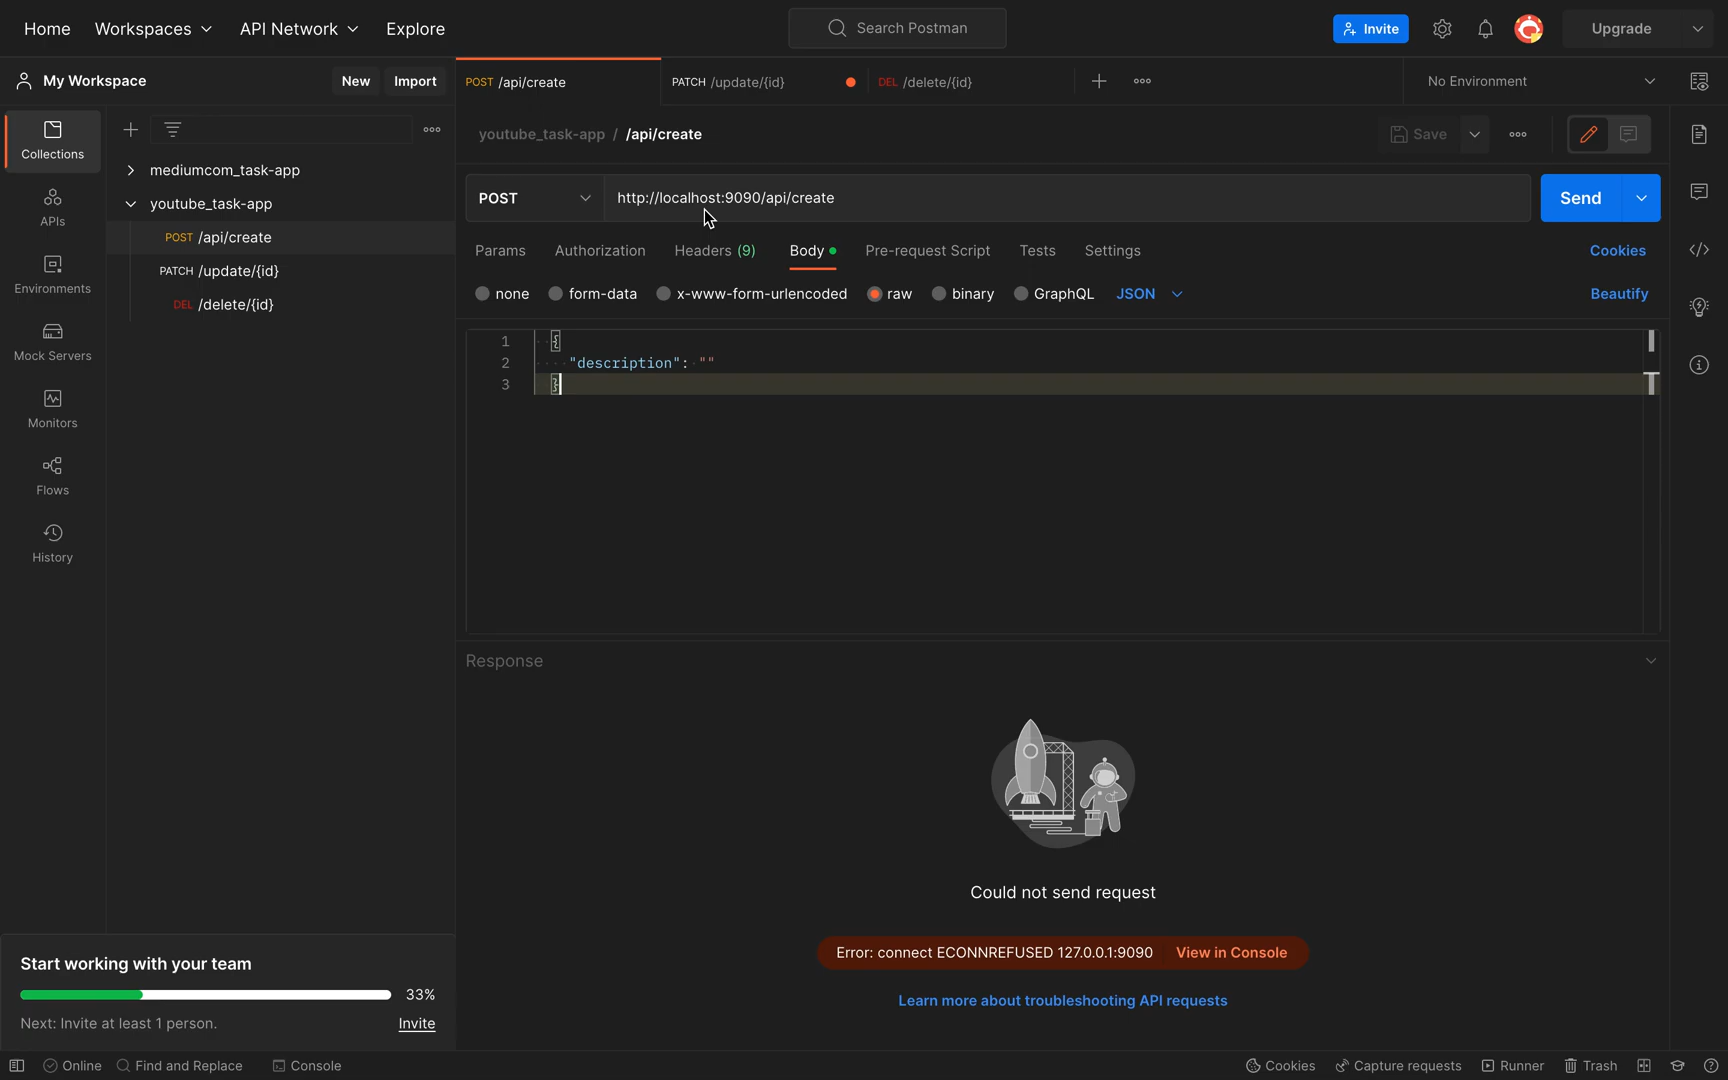 Home Workspaces API Network Explore Search Postman Invite Upgrade
My Workspace New Import
POST /api/create PATCH /update/{id} DEL /delete/{id} No Environment
youtube_task-app / /api/create Save
Collections
APIs
Environments
Mock Servers
Monitors
Flows
History
mediumcom_task-app
youtube_task-app
POST /api/create
PATCH /update/{id}
DEL /delete/{id}
POST http://localhost:9090/api/create Send
Params Authorization Headers (9) Body Pre-request Script Tests Settings Cookies
none form-data x-www-form-urlencoded raw binary GraphQL JSON Beautify
1 {
2 "description": ""
3 }
Response
Could not send request
Error: connect ECONNREFUSED 127.0.0.1:9090 View in Console
Learn more about troubleshooting API requests
Start working with your team
33%
Next: Invite at least 1 person. Invite
Online Find and Replace Console Cookies Capture requests Runner Trash